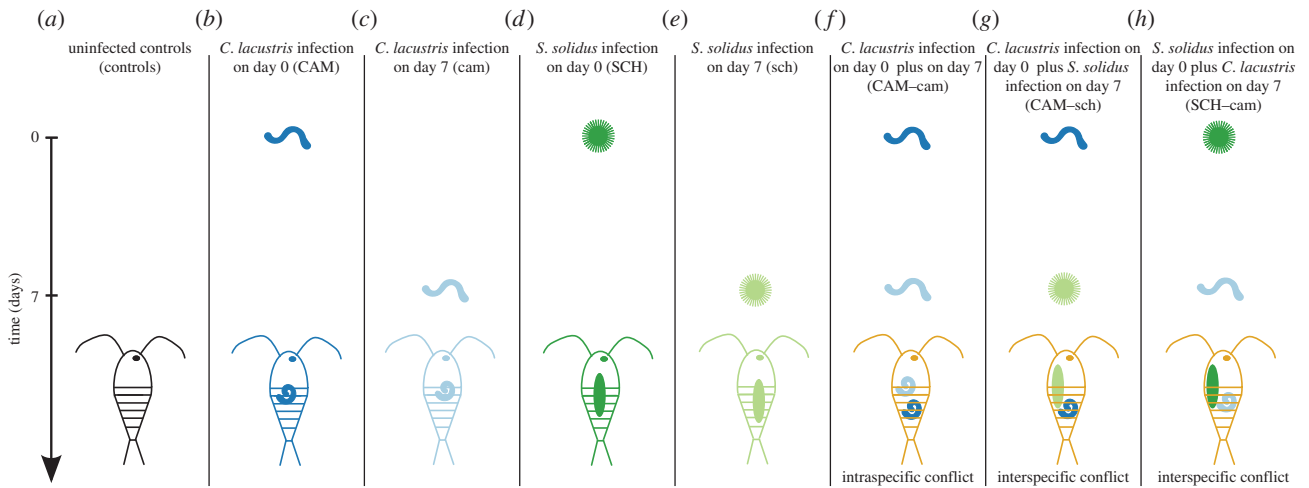 (a)
uninfected controls
(controls)
(b)
C. lacustris infection
on day 0 (CAM)
(c)
C. lacustris infection
on day 7 (cam)
(d)
S. solidus infection
on day 0 (SCH)
(e)
S. solidus infection
on day 7 (sch)
(f)
C. lacustris infection
on day 0 plus on day 7
(CAM–cam)
(g)
C. lacustris infection on
day 0 plus S. solidus
infection on day 7
(CAM–sch)
(h)
S. solidus infection on
day 0 plus C. lacustris
infection on day 7
(SCH–cam)
0
7
time (days)
intraspecific conflict
interspecific conflict
interspecific conflict